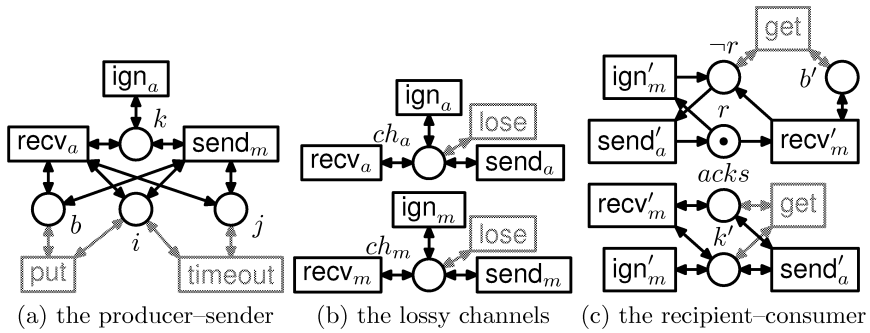 ign_a
k
recv_a
send_m
b
i
j
put
timeout
(a) the producer–sender
ign_a
ch_a
lose
recv_a
send_a
ign_m
ch_m
lose
recv_m
send_m
(b) the lossy channels
get
¬r
ign'_m
b'
r
send'_a
recv'_m
acks
recv'_m
get
k'
ign'_m
send'_a
(c) the recipient–consumer